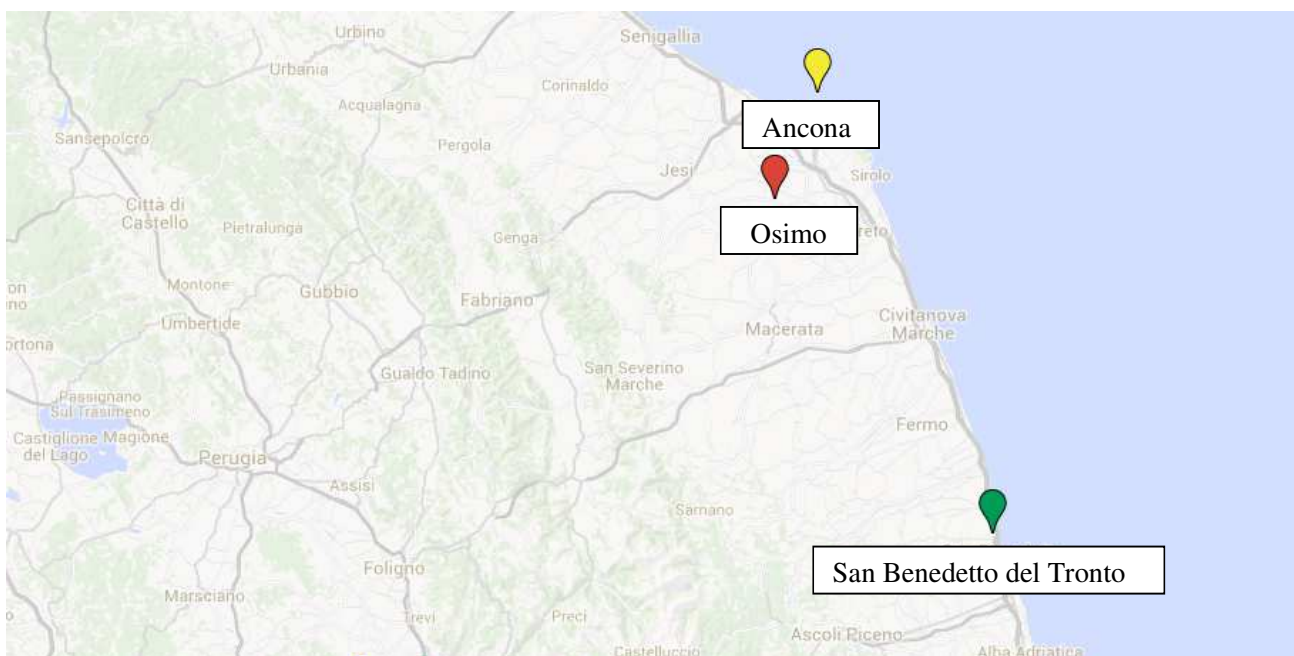 Urbino
Senigallia
Urbania
Corinaldo
Acqualagna
Ancona
Sansepolcro
Pergola
Jesi
Sirolo
Città di
Castello
Pietralunga
Osimo
Genga
Montone
Gubbio
Fabriano
Umbertide
Macerata
Civitanova
Marche
Gualdo Tadino
San Severino
Marche
Passignano
Sul Trasimeno
Fermo
Castiglione
del Lago
Magione
Perugia
Assisi
Sarnano
San Benedetto del Tronto
Foligno
Marsciano
Trevi
Preci
Ascoli Piceno
Castelluccio
Alba Adriatica